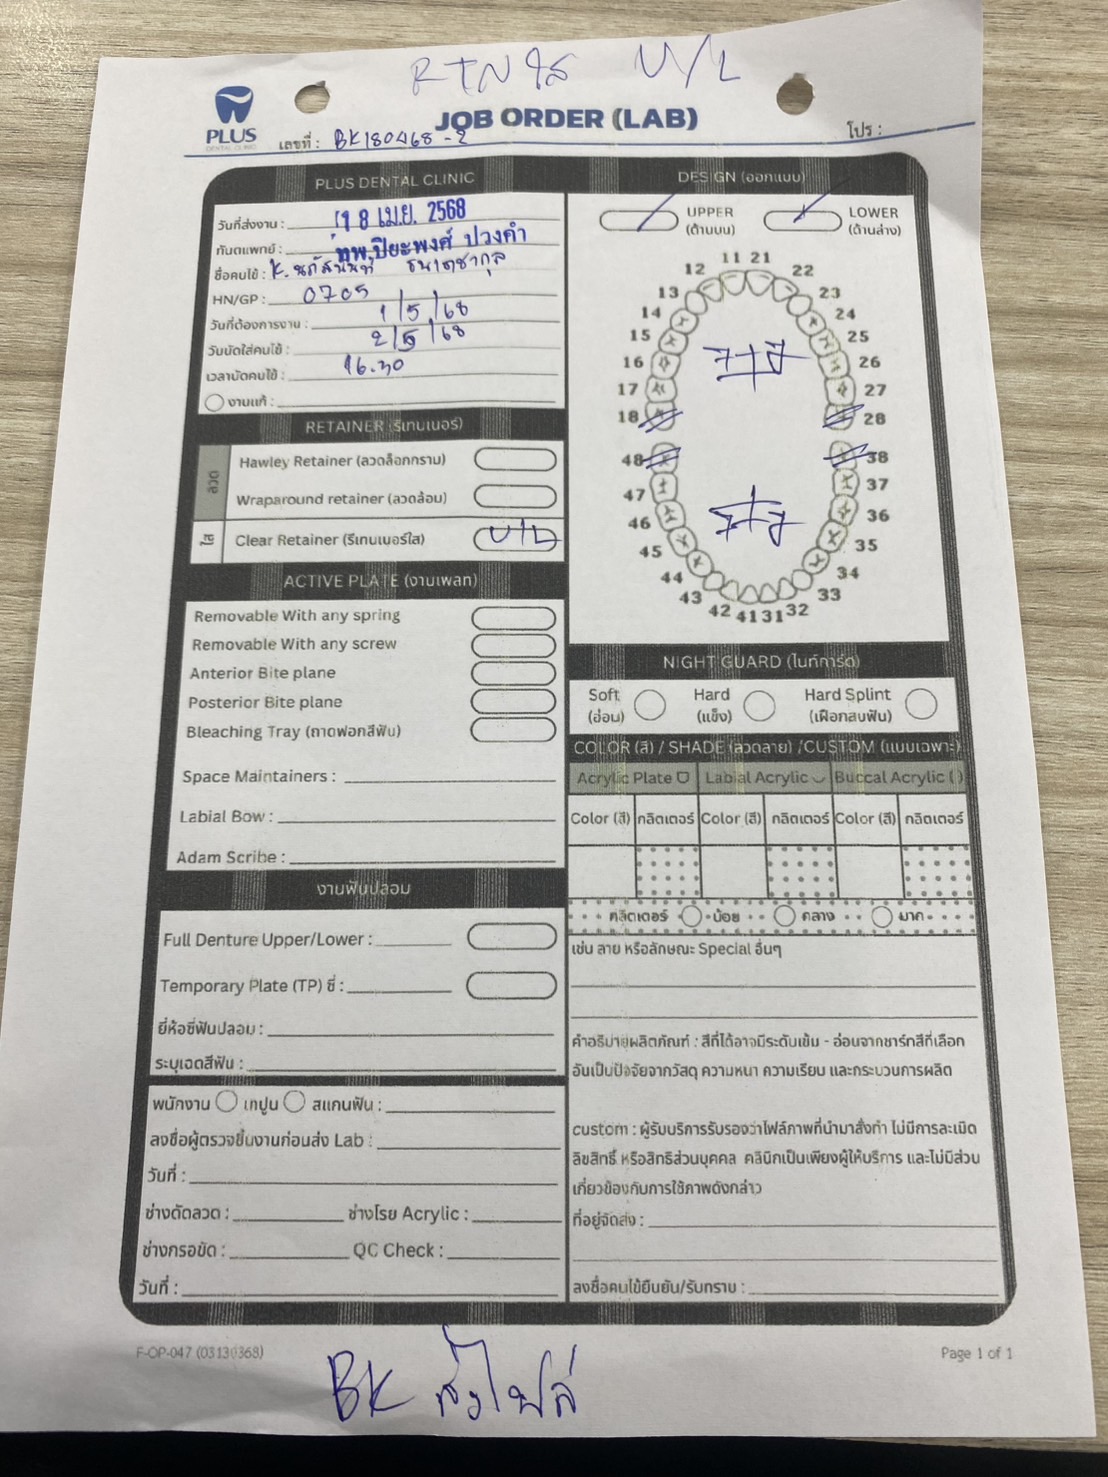 RTN ใส U/L
PLUS
DENTAL CLINIC
JOB ORDER (LAB)
เลขที่ : BK180468-2
โปร :
PLUS DENTAL CLINIC
วันที่ส่งงาน : 18 เม.ย. 2568
ทันตแพทย์ : ทพ.ปิยะพงศ์ ปวงคำ
ชื่อคนไข้ : K.
HN/GP : 0705
วันที่ต้องการงาน : 1/5/68
วันนัดใส่คนไข้ : 2/5/68
เวลานัดคนไข้ : 16.30
งานแก้ :
RETAINER (รีเทนเนอร์)
ลวด
Hawley Retainer (ลวดล็อกกราม)
Wraparound retainer (ลวดล้อม)
ใส
Clear Retainer (รีเทนเนอร์ใส) U/L
ACTIVE PLATE (งานเพลท)
Removable With any spring
Removable With any screw
Anterior Bite plane
Posterior Bite plane
Bleaching Tray (ถาดฟอกสีฟัน)
Space Maintainers :
Labial Bow :
Adam Scribe :
งานฟันปลอม
Full Denture Upper/Lower :
Temporary Plate (TP) ซี่ :
ยี่ห้อซี่ฟันปลอม :
ระบุเฉดสีฟัน :
พนักงาน เทปูน สแกนฟัน :
ลงชื่อผู้ตรวจชิ้นงานก่อนส่ง Lab :
วันที่ :
ช่างดัดลวด : ช่างโรย Acrylic :
ช่างกรอขัด : QC Check :
วันที่ :
DESIGN (ออกแบบ)
UPPER LOWER
(ด้านบน) (ด้านล่าง)
11 21
12 22
13 23
14 24
15 25
16 7 7 26
17 27
18 28
48 38
47 37
46 7 7 36
45 35
44 34
43 33
42 41 31 32
NIGHT GUARD (ไนท์การ์ด)
Soft Hard Hard Splint
(อ่อน) (แข็ง) (เฝือกสบฟัน)
COLOR (สี) / SHADE (ลวดลาย) /CUSTOM (แบบเฉพาะ)
Acrylic Plate Labial Acrylic Buccal Acrylic ( )
Color (สี) กลิตเตอร์ Color (สี) กลิตเตอร์ Color (สี) กลิตเตอร์
กลิตเตอร์ น้อย กลาง มาก
เช่น ลาย หรือลักษณะ Special อื่นๆ
คำอธิบายผลิตภัณฑ์ : สีที่ได้อาจมีระดับเข้ม - อ่อนจากชาร์ทสีที่เลือก
อันเป็นปัจจัยจากวัสดุ ความหนา ความเรียบ และกระบวนการผลิต
custom : ผู้รับบริการรับรองว่าไฟล์ภาพที่นำมาสั่งทำ ไม่มีการละเมิด
ลิขสิทธิ์ หรือสิทธิส่วนบุคคล คลินิกเป็นเพียงผู้ให้บริการ และไม่มีส่วน
เกี่ยวข้องกับการใช้ภาพดังกล่าว
ที่อยู่จัดส่ง :
ลงชื่อคนไข้ยืนยัน/รับทราบ :
F-OP-047 (03130368)
Page 1 of 1
BK ส่งไฟล์